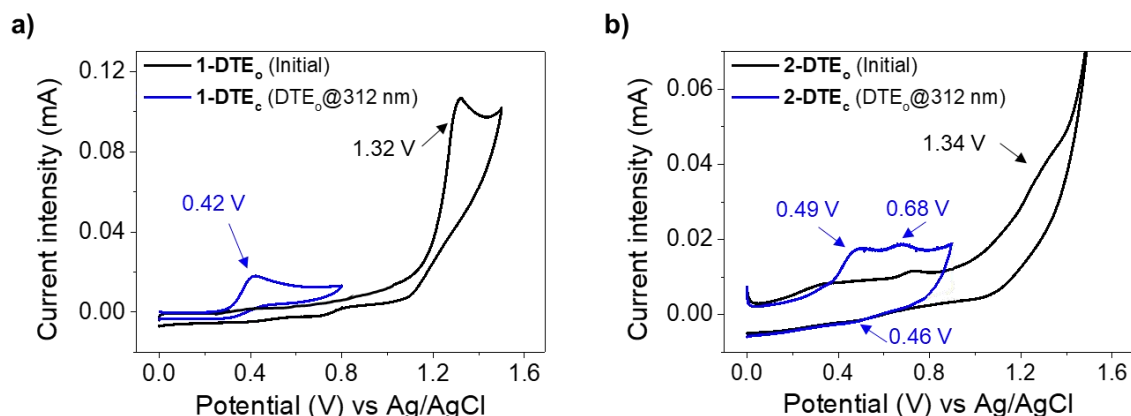 a)
1-DTEo (Initial)
1-DTEc (DTEo@312 nm)
0.12
0.08
0.04
0.00
Current intensity (mA)
1.32 V
0.42 V
0.0 0.4 0.8 1.2 1.6
Potential (V) vs Ag/AgCl
b)
2-DTEo (Initial)
2-DTEc (DTEo@312 nm)
0.06
0.04
0.02
0.00
Current intensity (mA)
1.34 V
0.49 V
0.68 V
0.46 V
0.0 0.4 0.8 1.2 1.6
Potential (V) vs Ag/AgCl